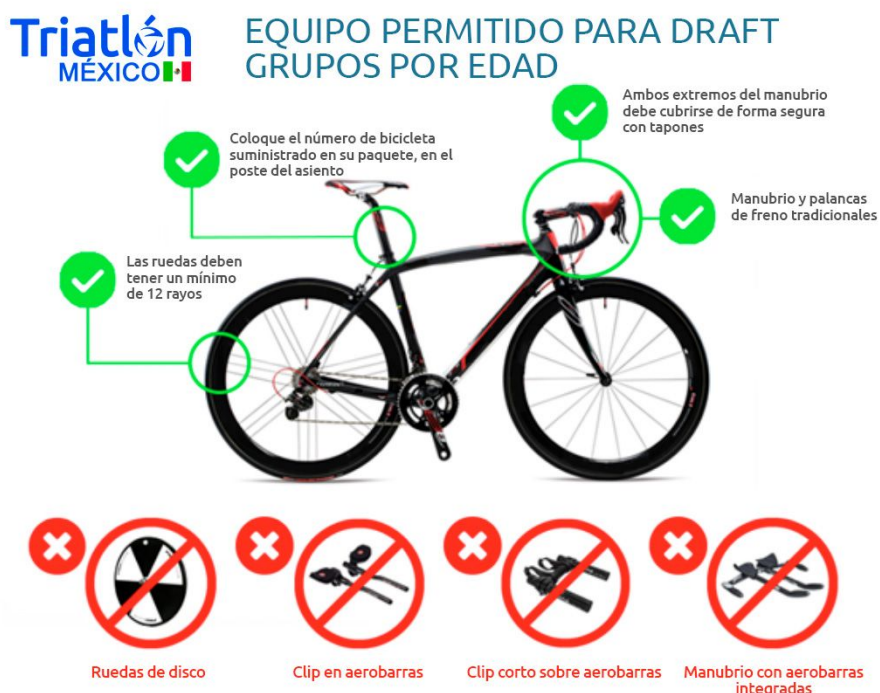 Triatlón
MÉXICO
EQUIPO PERMITIDO PARA DRAFT
GRUPOS POR EDAD
Ambos extremos del manubrio
debe cubrirse de forma segura
con tapones
Coloque el número de bicicleta
suministrado en su paquete, en el
poste del asiento
Manubrio y palancas
de freno tradicionales
Las ruedas deben
tener un mínimo
de 12 rayos
Ruedas de disco
Clip en aerobarras
Clip corto sobre aerobarras
Manubrio con aerobarras
integradas